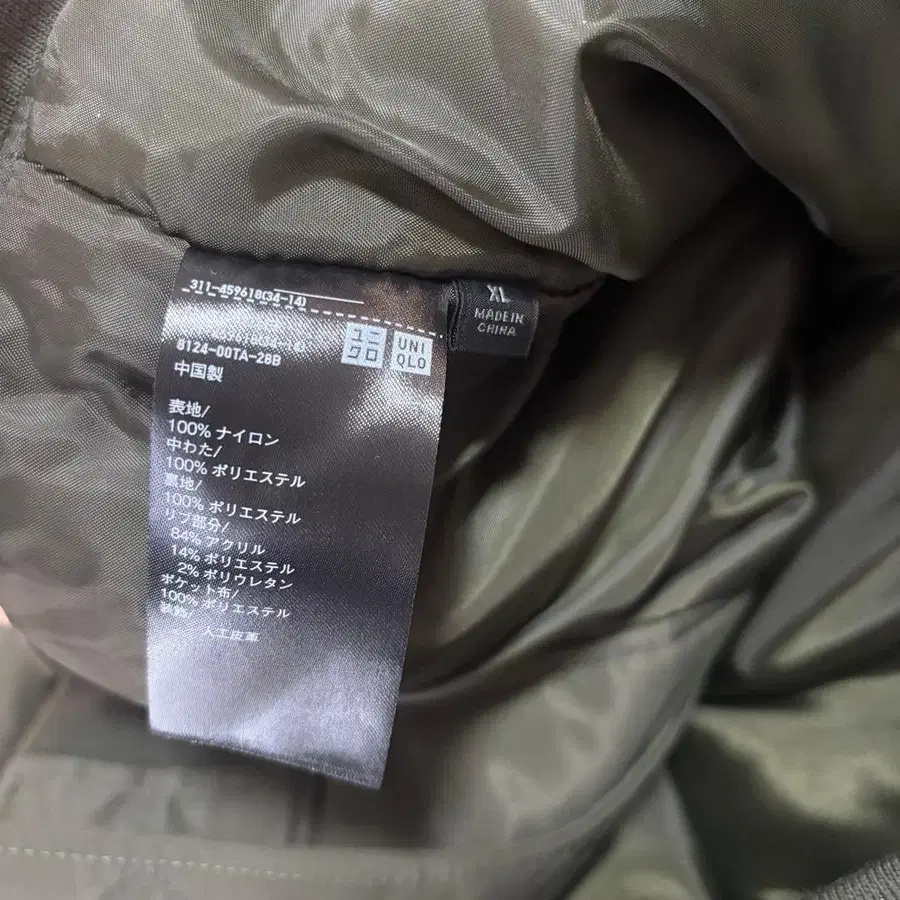 311-459618(34-14)
8124-00TA-28B
中国製
ユニ
クロ
UNI
QLO
表地/
100% ナイロン
中わた/
100% ポリエステル
裏地/
100% ポリエステル
リブ部分/
84% アクリル
14% ポリエステル
2% ポリウレタン
ポケット布/
100% ポリエステル
人工皮革
XL
MADE IN
CHINA